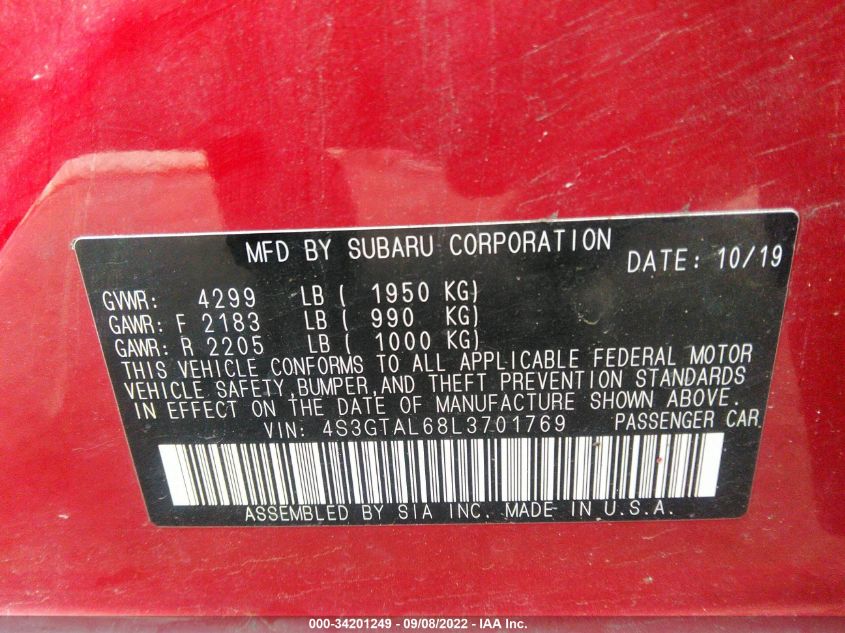 MFD BY SUBARU CORPORATION DATE: 10/19
GVWR: 4299 LB ( 1950 KG)
GAWR: F 2183 LB ( 990 KG)
GAWR: R 2205 LB ( 1000 KG)
THIS VEHICLE CONFORMS TO ALL APPLICABLE FEDERAL MOTOR
VEHICLE SAFETY, BUMPER, AND THEFT PREVENTION STANDARDS
IN EFFECT ON THE DATE OF MANUFACTURE SHOWN ABOVE.
VIN: 4S3GTAL68L3701769 PASSENGER CAR
ASSEMBLED BY SIA INC. MADE IN U.S.A.
000-34201249 - 09/08/2022 - IAA Inc.